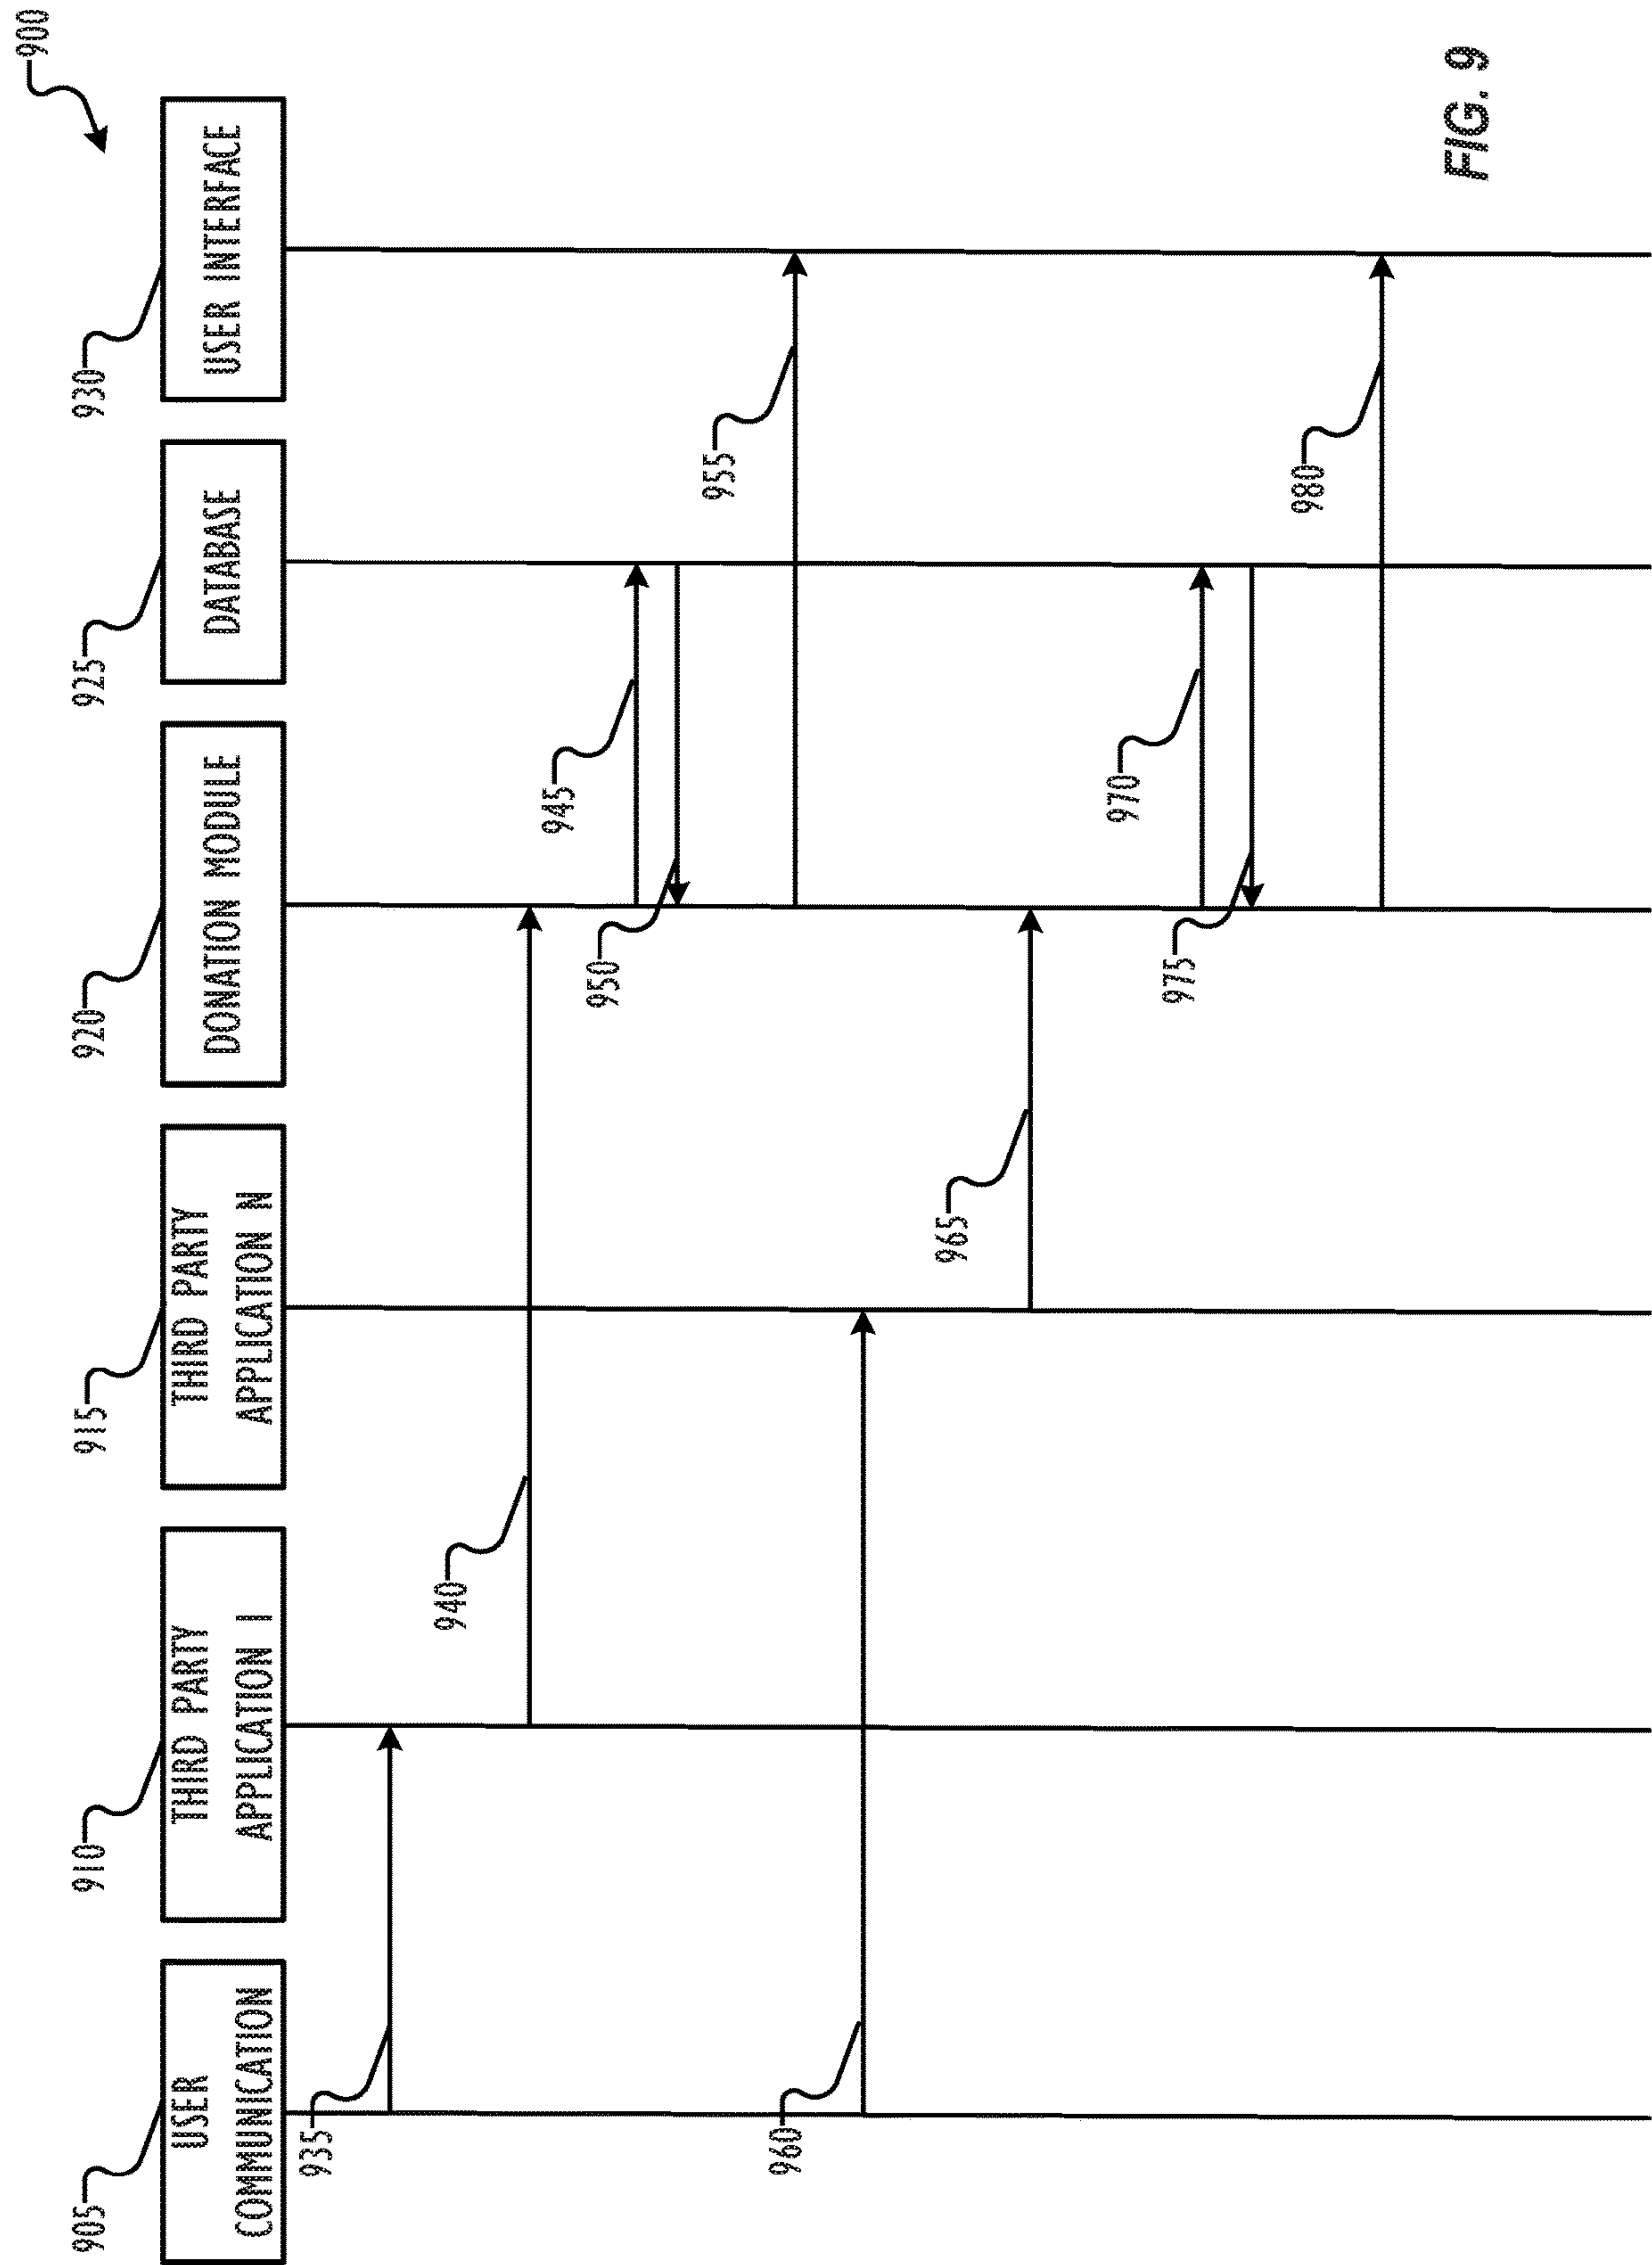 900
905
910
915
920
925
930
USER
COMMUNICATION
THIRD PARTY
APPLICATION I
THIRD PARTY
APPLICATION N
DONATION MODULE
DATABASE
USER INTERFACE
935
940
945
950
955
960
965
970
975
980
FIG. 9